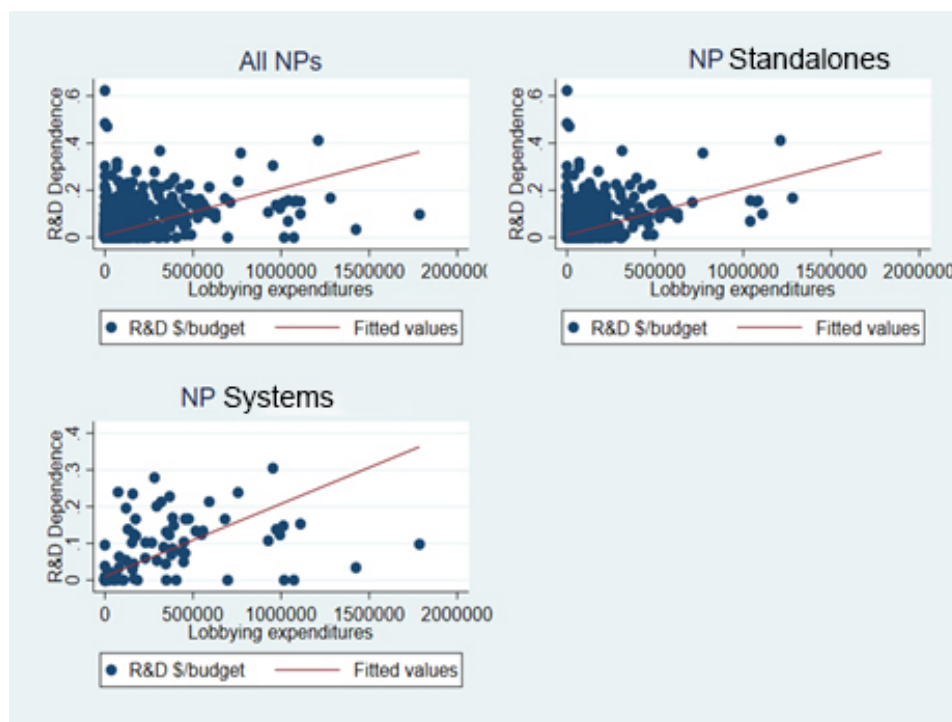 All NPs
R&D Dependence
.6
.4
.2
0
0 500000 1000000 1500000 2000000
Lobbying expenditures
R&D $/budget Fitted values
NP Standalones
R&D Dependence
.6
.4
.2
0
0 500000 1000000 1500000 2000000
Lobbying expenditures
R&D $/budget Fitted values
NP Systems
R&D Dependence
.4
.3
.2
.1
0
0 500000 1000000 1500000 2000000
Lobbying expenditures
R&D $/budget Fitted values